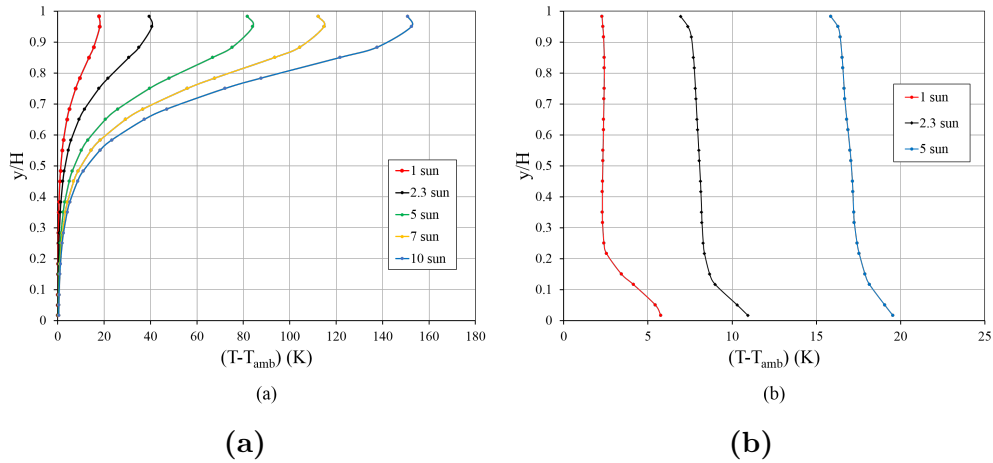 1
0.9
0.8
0.7
0.6
0.5
0.4
0.3
0.2
0.1
0
y/H
1 sun
2.3 sun
5 sun
7 sun
10 sun
0 20 40 60 80 100 120 140 160 180
(T-Tamb) (K)
(a)
(a)
1
0.9
0.8
0.7
0.6
0.5
0.4
0.3
0.2
0.1
0
y/H
1 sun
2.3 sun
5 sun
0 5 10 15 20 25
(T-Tamb) (K)
(b)
(b)